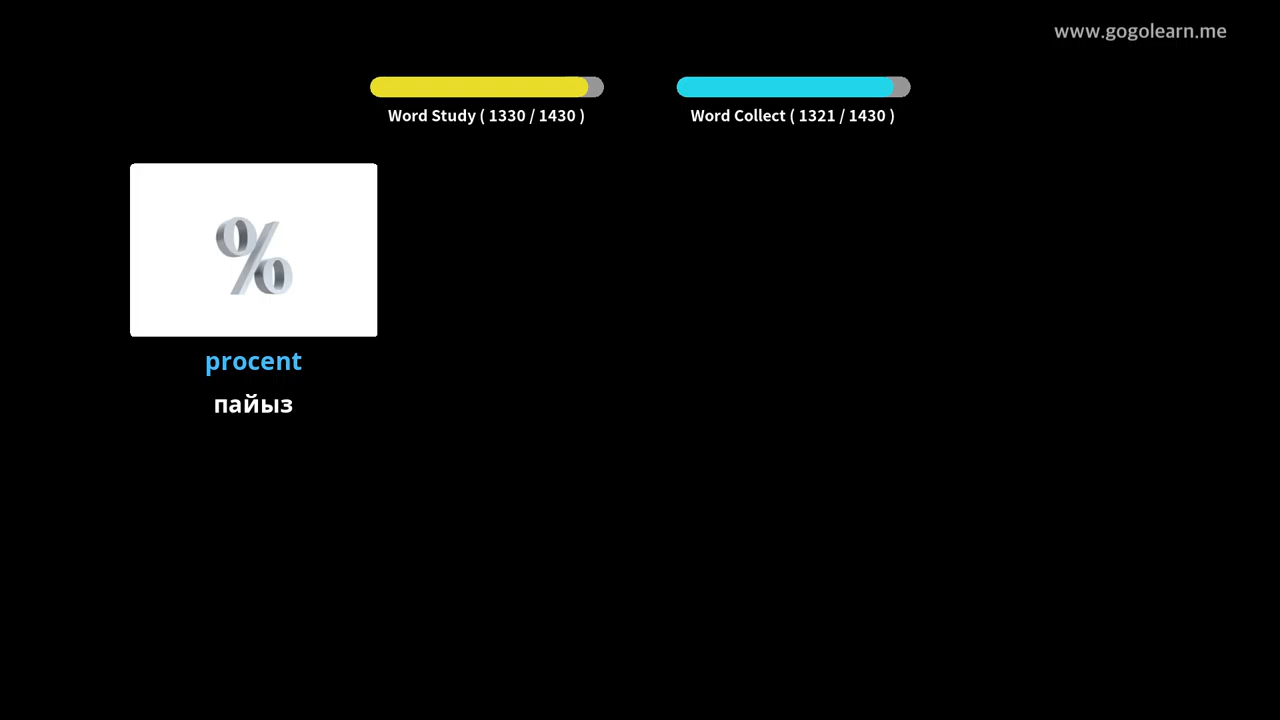 www.gogolearn.me
Word Study ( 1330 / 1430 )
Word Collect ( 1321 / 1430 )
%
procent
пайыз